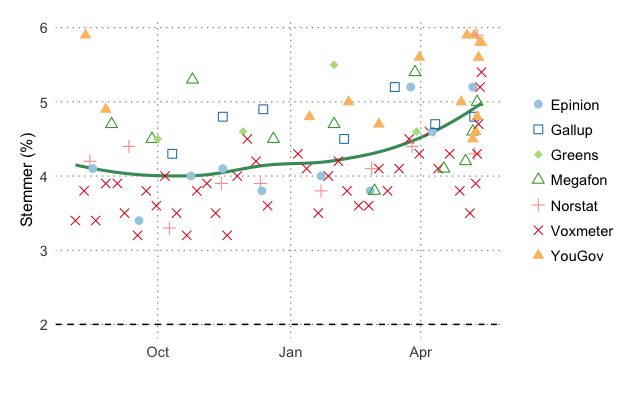 6
5
4
3
2
Stemmer (%)
Oct
Jan
Apr
Epinion
Gallup
Greens
Megafon
Norstat
Voxmeter
YouGov